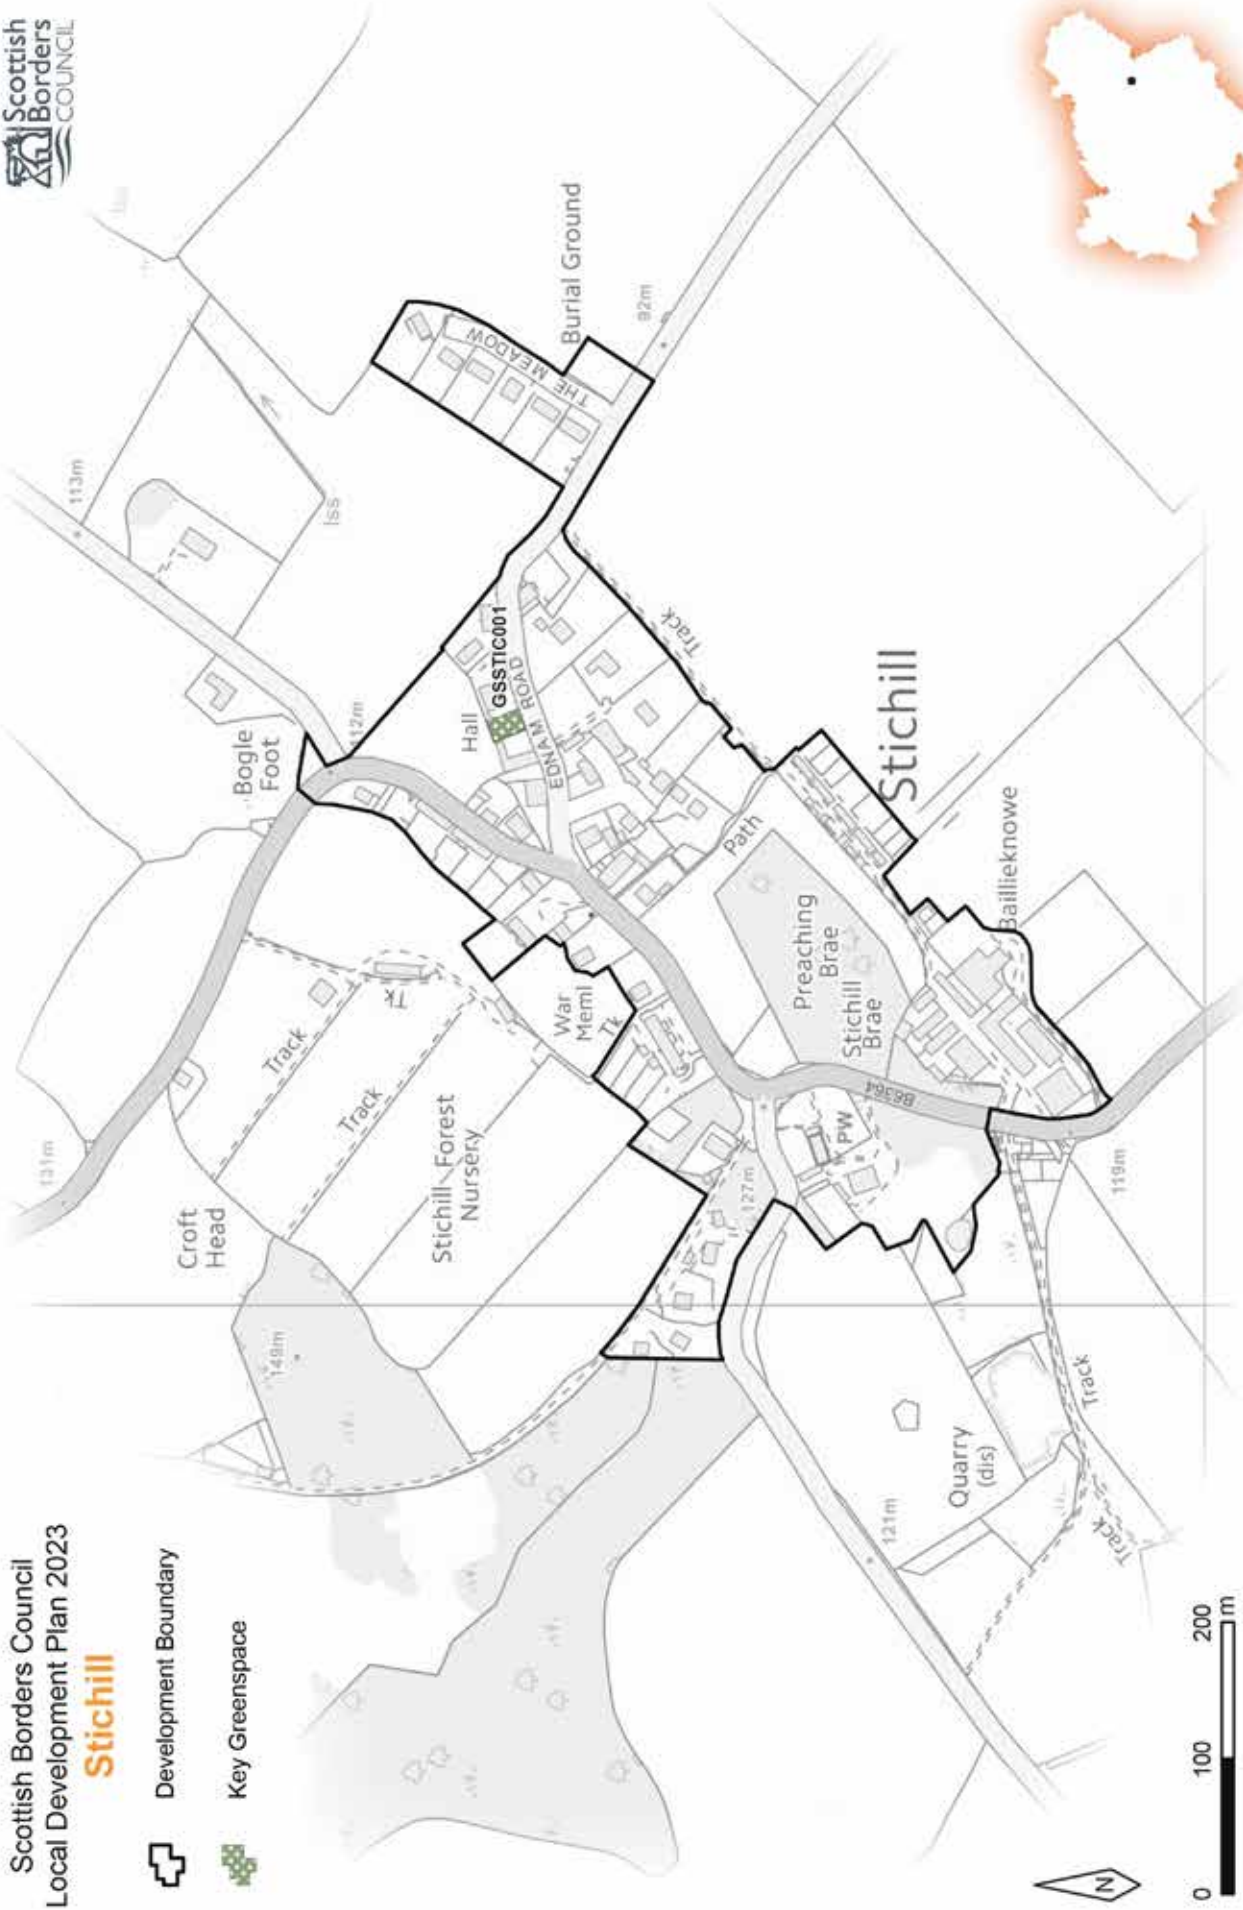 Scottish Borders Council
Local Development Plan 2023
Stichill
Development Boundary
Key Greenspace
Scottish
Borders
COUNCIL
131m
113m
Croft
Head
Bogle
Foot
112m
Iss
Iss
149m
Track
Track
Tk
Stichill Forest
Nursery
War
Meml
Tk
Hall
GSSTIC001
EDNAM ROAD
THE MEADOW
Burial Ground
92m
Track
Path
127m
PW
B6364
Preaching
Brae
Stichill
Brae
Stichill
Baillieknowe
Quarry
(dis)
121m
Track
Track
119m
N
0
100
200
m